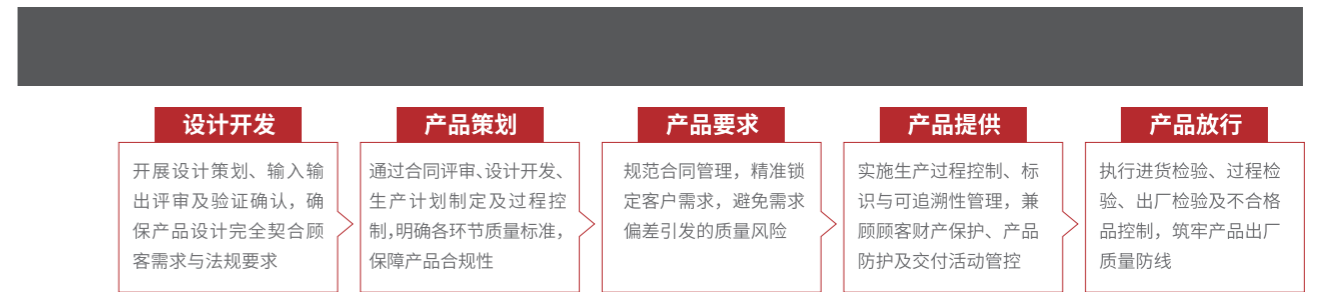 设计开发
开展设计策划、输入输
出评审及验证确认，确
保产品设计完全契合顾
客需求与法规要求
产品策划
通过合同评审、设计开发、
生产计划制定及过程控
制，明确各环节质量标准，
保障产品合规性
产品要求
规范合同管理，精准锁
定客户需求，避免需求
偏差引发的质量风险
产品提供
实施生产过程控制、标
识与可追溯性管理，兼
顾顾客财产保护、产品
防护及交付活动管控
产品放行
执行进货检验、过程检
验、出厂检验及不合格
品控制，筑牢产品出厂
质量防线